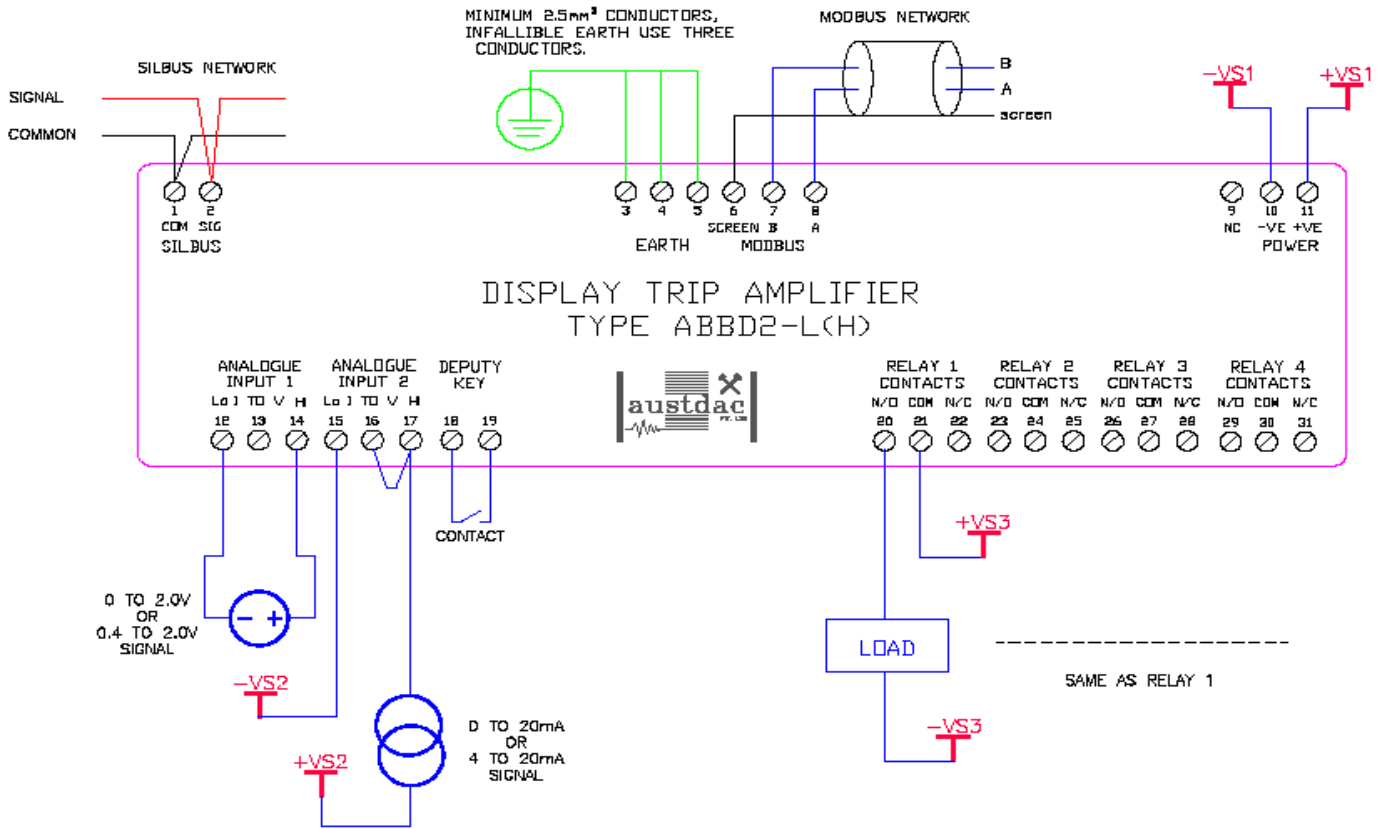 MINIMUM 2.5mm² CONDUCTORS,
INFALLIBLE EARTH USE THREE
CONDUCTORS.
MODBUS NETWORK
SILBUS NETWORK
SIGNAL
COMMON
B
A
screen
-VS1
+VS1
1 2
COM SIG
SILBUS
3 4 5
EARTH
6 7 8
SCREEN B A
MODBUS
9 10 11
NC -VE +VE
POWER
DISPLAY TRIP AMPLIFIER
TYPE ABBD2-L(H)
ANALOGUE
INPUT 1
Lo I TO V HI
12 13 14
ANALOGUE
INPUT 2
Lo I TO V HI
15 16 17
DEPUTY
KEY
18 19
austdac
PTY. LTD
RELAY 1
CONTACTS
N/O COM N/C
20 21 22
RELAY 2
CONTACTS
N/O COM N/C
23 24 25
RELAY 3
CONTACTS
N/O COM N/C
26 27 28
RELAY 4
CONTACTS
N/O COM N/C
29 30 31
CONTACT
+VS3
0 TO 2.0V
OR
0.4 TO 2.0V
SIGNAL
- +
LOAD
SAME AS RELAY 1
-VS2
-VS3
0 TO 20mA
OR
4 TO 20mA
SIGNAL
+VS2